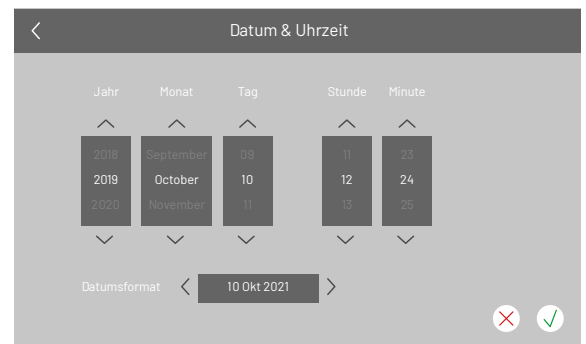 Datum & Uhrzeit
Jahr Monat Tag Stunde Minute
2018 September 09 11 23
2019 October 10 12 24
2020 November 11 13 25
Datumsformat 10 Okt 2021